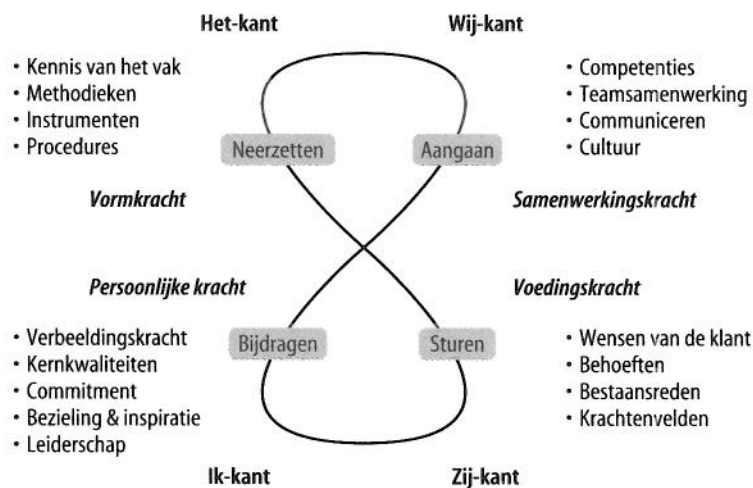 Het-kant
Wij-kant
• Kennis van het vak
• Methodieken
• Instrumenten
• Procedures
• Competenties
• Teamsamenwerking
• Communiceren
• Cultuur
Neerzetten
Aangaan
Vormkracht
Samenwerkingskracht
Persoonlijke kracht
Voedingskracht
• Verbeeldingskracht
• Kernkwaliteiten
• Commitment
• Bezieling & inspiratie
• Leiderschap
Bijdragen
Sturen
• Wensen van de klant
• Behoeften
• Bestaansreden
• Krachtenvelden
Ik-kant
Zij-kant